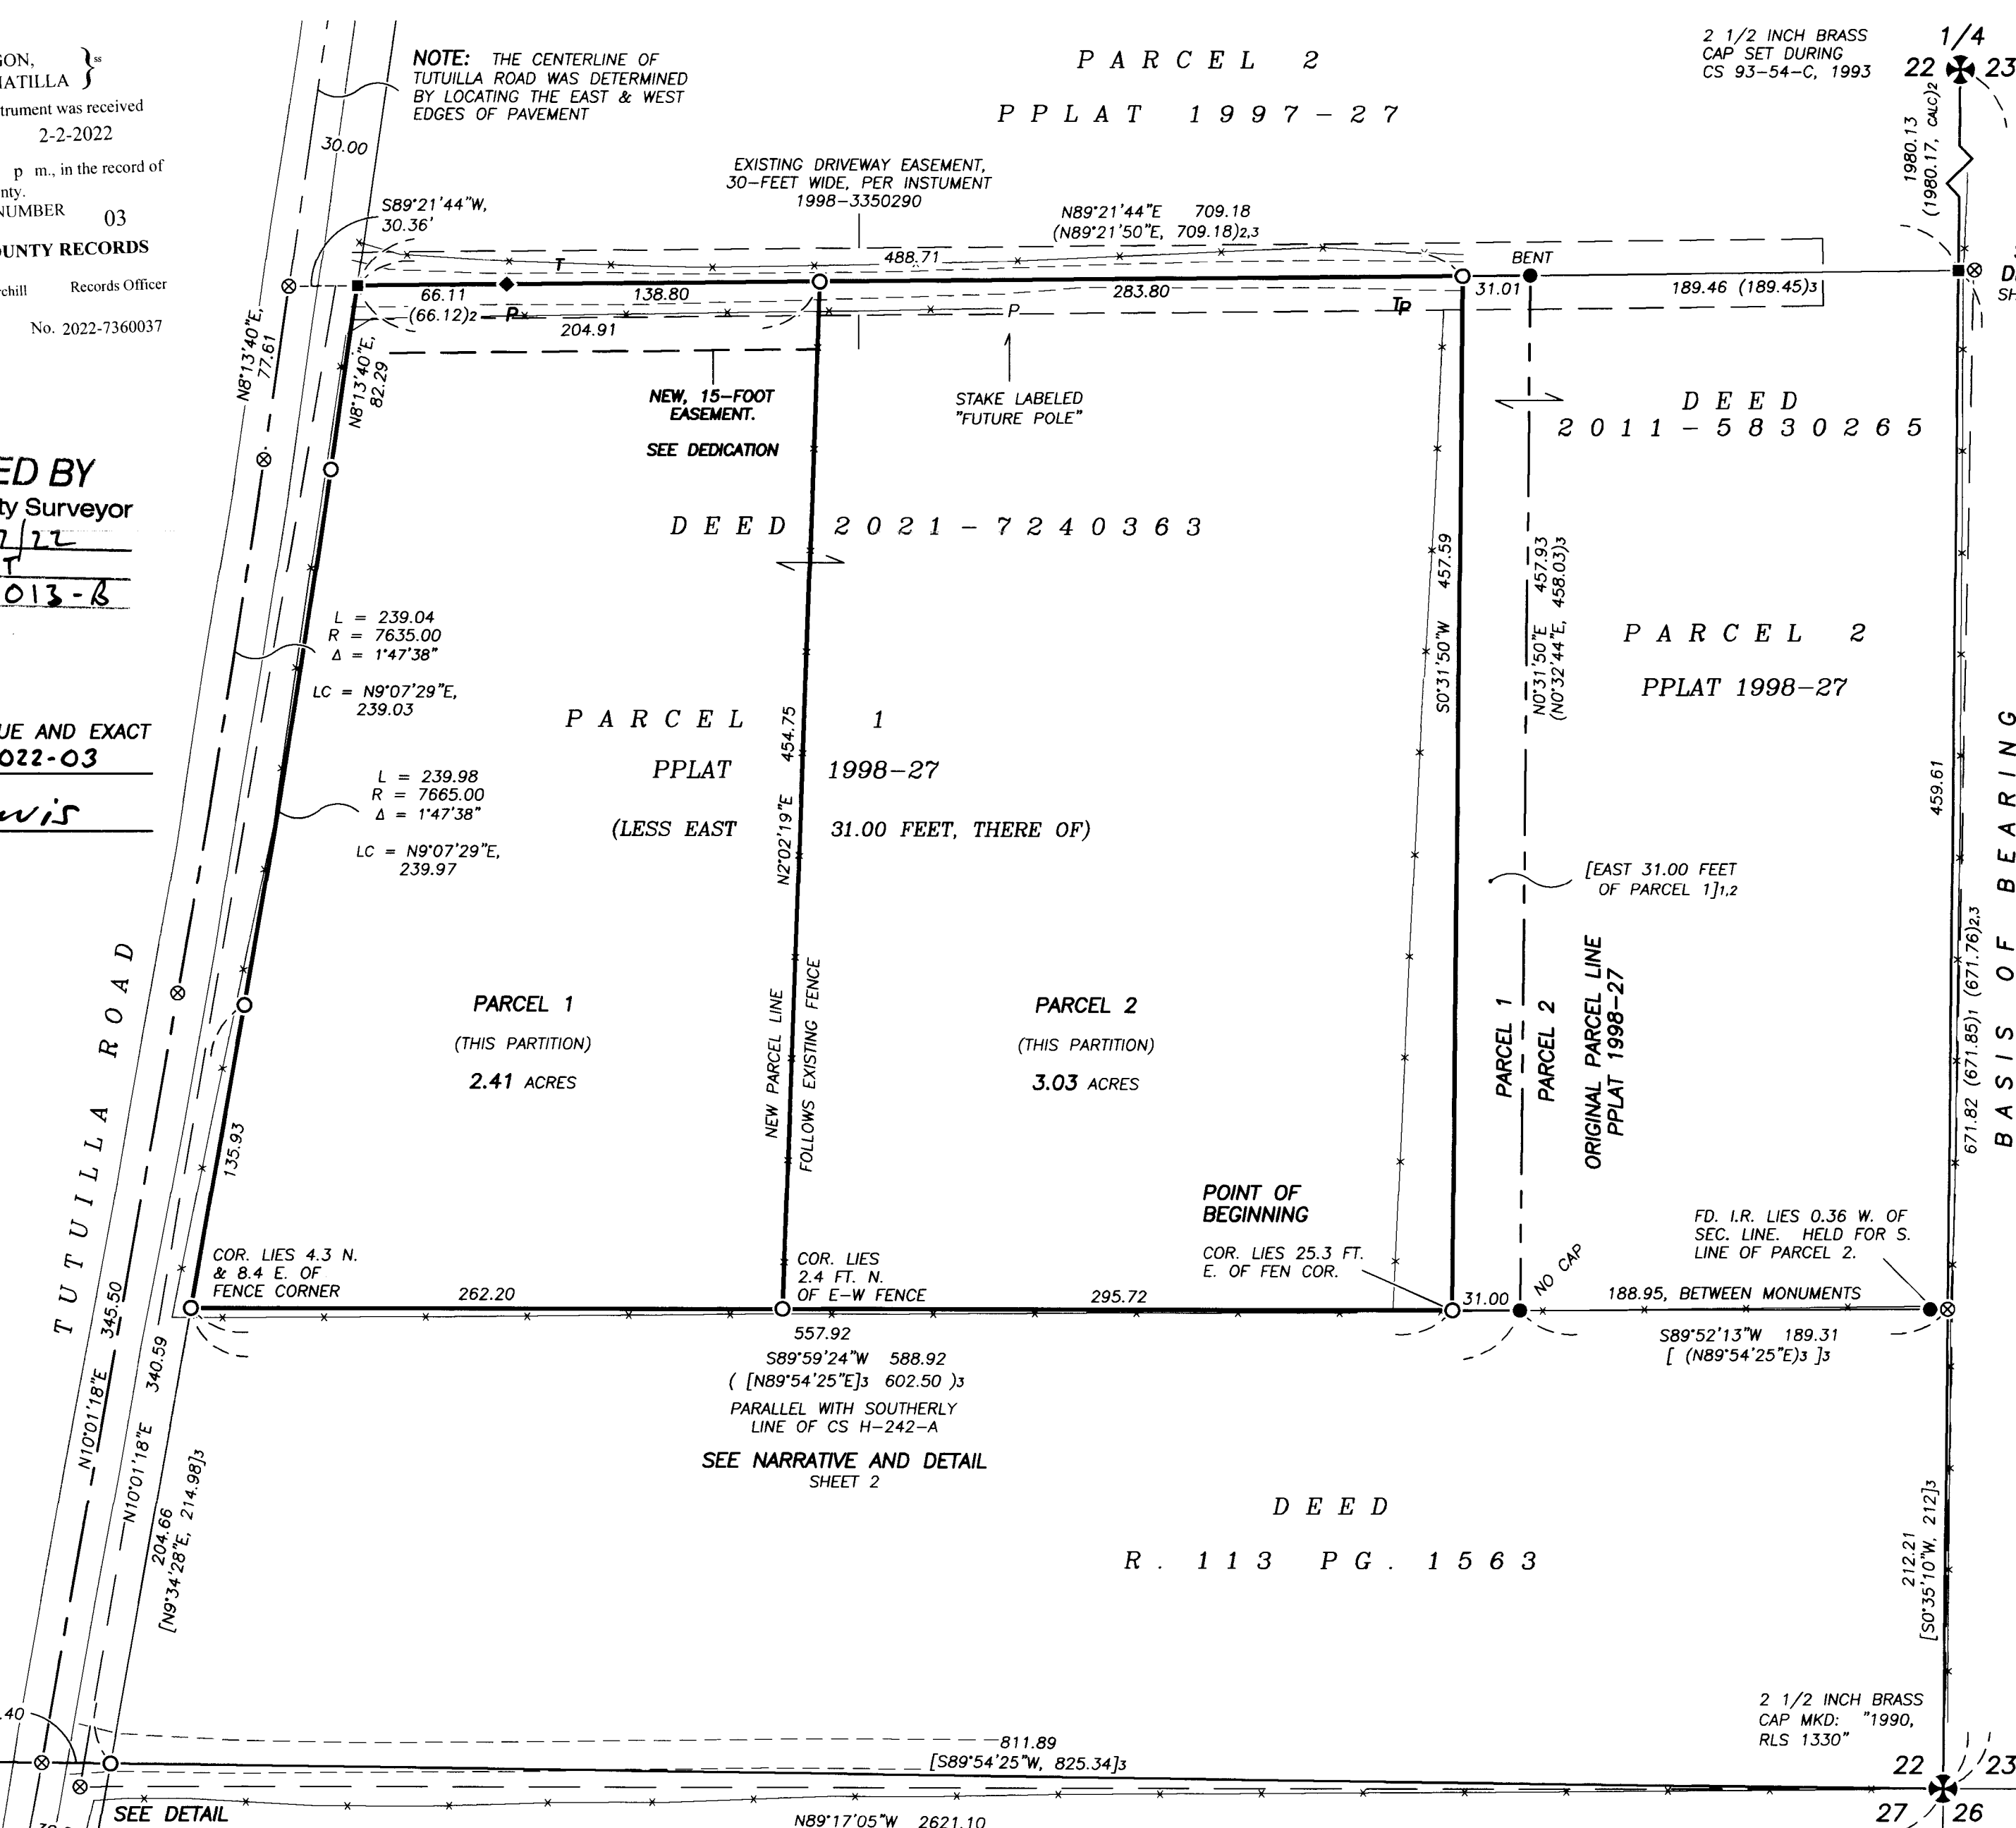 GON,
MATILLA } ss
trument was received
2-2-2022
p m., in the record of
nty.
NUMBER 03
OUNTY RECORDS
chill Records Officer
No. 2022-7360037
ED BY
ty Surveyor
2/22
T
013-B
UE AND EXACT
022-03
NOTE: THE CENTERLINE OF
TUTUILLA ROAD WAS DETERMINED
BY LOCATING THE EAST & WEST
EDGES OF PAVEMENT
PARCEL 2
PPLAT 1997-27
2 1/2 INCH BRASS
CAP SET DURING
CS 93-54-C, 1993
1/4
22 23
1980.13
(1980.17, CALC)2
30.00
S89°21'44"W,
30.36'
EXISTING DRIVEWAY EASEMENT,
30-FEET WIDE, PER INSTUMENT
1998-3350290
N89°21'44"E 709.18
(N89°21'50"E, 709.18)2,3
488.71
BENT
T
66.11
(66.12)2
138.80
283.80
31.01
189.46 (189.45)3
P
204.91
P
TP
N8°13'40"E,
77.61
N8°13'40"E,
82.29
NEW, 15-FOOT
EASEMENT.
SEE DEDICATION
STAKE LABELED
"FUTURE POLE"
DEED
2011-5830265
DEED 2021-7240363
L = 239.04
R = 7635.00
Δ = 1°47'38"
LC = N9°07'29"E,
239.03
L = 239.98
R = 7665.00
Δ = 1°47'38"
LC = N9°07'29"E,
239.97
PARCEL 1
PPLAT 1998-27
(LESS EAST 31.00 FEET, THERE OF)
N2°02'19"E 454.75
S0°31'50"W 457.59
N0°31'50"E 457.93
(N0°32'44"E, 458.03)3
PARCEL 2
PPLAT 1998-27
459.61
BASIS OF BEARING
671.82 (671.85)1 (671.76)2,3
[EAST 31.00 FEET
OF PARCEL 1]1,2
PARCEL 1
(THIS PARTITION)
2.41 ACRES
NEW PARCEL LINE
FOLLOWS EXISTING FENCE
PARCEL 2
(THIS PARTITION)
3.03 ACRES
PARCEL 1
PARCEL 2
ORIGINAL PARCEL LINE
PPLAT 1998-27
TUTUILLA ROAD
135.93
POINT OF
BEGINNING
COR. LIES 25.3 FT.
E. OF FEN COR.
FD. I.R. LIES 0.36 W. OF
SEC. LINE. HELD FOR S.
LINE OF PARCEL 2.
NO CAP
COR. LIES 4.3 N.
& 8.4 E. OF
FENCE CORNER
COR. LIES
2.4 FT. N.
OF E-W FENCE
262.20
295.72
31.00
188.95, BETWEEN MONUMENTS
557.92
S89°59'24"W 588.92
( [N89°54'25"E]3 602.50 )3
PARALLEL WITH SOUTHERLY
LINE OF CS H-242-A
SEE NARRATIVE AND DETAIL
SHEET 2
S89°52'13"W 189.31
[ (N89°54'25"E)3 ]3
N10°01'18"E 345.50
N10°01'18"E 340.59
204.66
[N9°34'28"E, 214.98]3
DEED
R. 113 PG. 1563
212.21
[S0°35'10"W, 212]3
2 1/2 INCH BRASS
CAP MKD: "1990,
RLS 1330"
22 23
27 26
.40
811.89
[S89°54'25"W, 825.34]3
SEE DETAIL
N89°17'05"W 2621.10